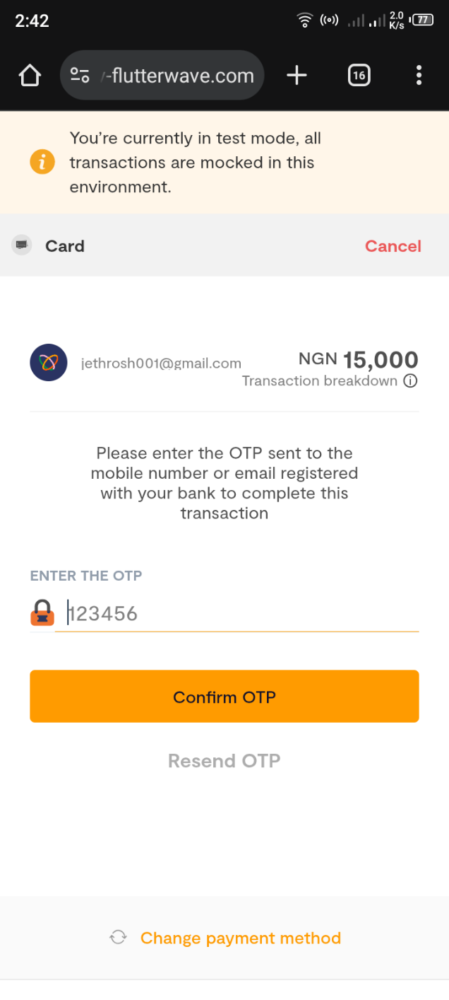 2:42
2.0
K/s
77
-flutterwave.com
16
You’re currently in test mode, all
transactions are mocked in this
environment.
Card
Cancel
jethrosh001@gmail.com
NGN 15,000
Transaction breakdown
Please enter the OTP sent to the
mobile number or email registered
with your bank to complete this
transaction
ENTER THE OTP
123456
Confirm OTP
Resend OTP
Change payment method